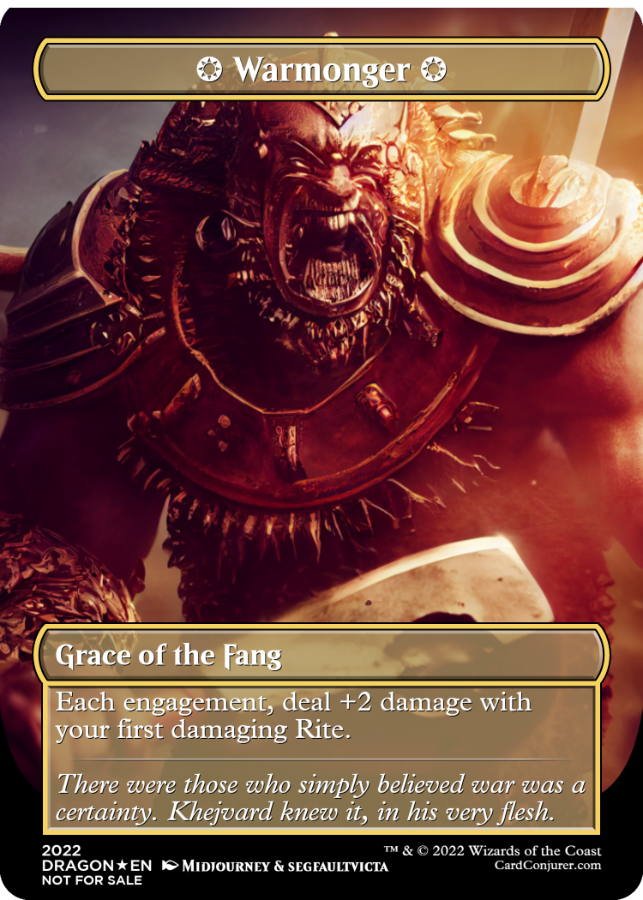 Warmonger
Grace of the Fang
Each engagement, deal +2 damage with
your first damaging Rite.
There were those who simply believed war was a
certainty. Khejvard knew it, in his very flesh.
2022
DRAGON★EN MIDJOURNEY & SEGFAULTVICTA
NOT FOR SALE
™ & © 2022 Wizards of the Coast
CardConjurer.com